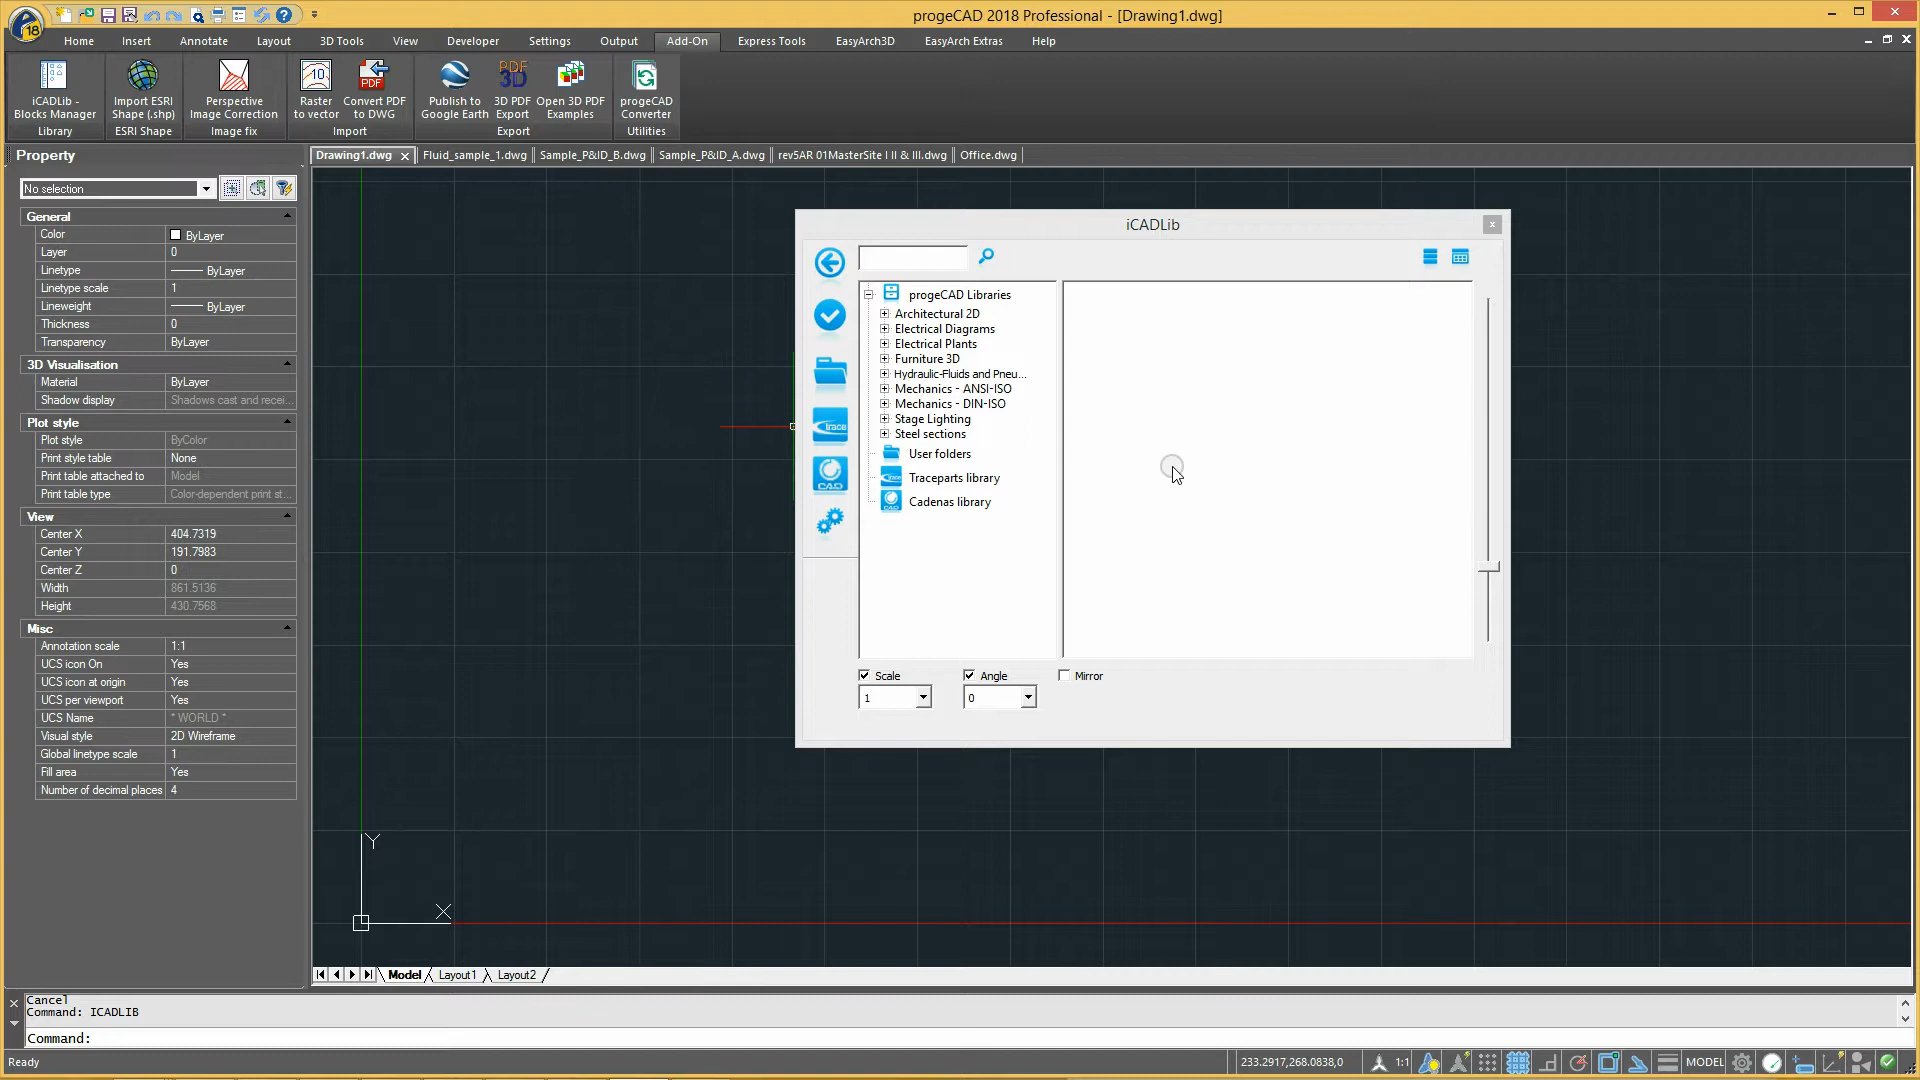 progeCAD 2018 Professional - [Drawing1.dwg]
18
Home Insert Annotate Layout 3D Tools View Developer Settings Output Add-On Express Tools EasyArch3D EasyArch Extras Help
iCADLib - Blocks Manager
Import ESRI Shape (.shp)
Perspective Image Correction
Raster to vector
Convert PDF to DWG
Publish to Google Earth
3D PDF Export
Open 3D PDF Examples
progeCAD Converter
Library ESRI Shape Image fix Import Export Utilities
Property
Drawing1.dwg Fluid_sample_1.dwg Sample_P&ID_B.dwg Sample_P&ID_A.dwg rev5AR 01MasterSite I II & III.dwg Office.dwg
No selection
General
Color ByLayer
Layer 0
Linetype ByLayer
Linetype scale 1
Lineweight ByLayer
Thickness 0
Transparency ByLayer
3D Visualisation
Material ByLayer
Shadow display Shadows cast and recei...
Plot style
Plot style ByColor
Print style table None
Print table attached to Model
Print table type Color-dependent print st...
View
Center X 404.7319
Center Y 191.7983
Center Z 0
Width 861.5136
Height 430.7568
Misc
Annotation scale 1:1
UCS icon On Yes
UCS icon at origin Yes
UCS per viewport Yes
UCS Name * WORLD *
Visual style 2D Wireframe
Global linetype scale 1
Fill area Yes
Number of decimal places 4
iCADLib
progeCAD Libraries
Architectural 2D
Electrical Diagrams
Electrical Plants
Furniture 3D
Hydraulic-Fluids and Pneu...
Mechanics - ANSI-ISO
Mechanics - DIN-ISO
Stage Lighting
Steel sections
User folders
Traceparts library
Cadenas library
Scale Angle Mirror
1 0
Y
X
Model Layout1 Layout2
Cancel
Command: ICADLIB
Command:
Ready 233.2917,268.0838,0 1:1 MODEL